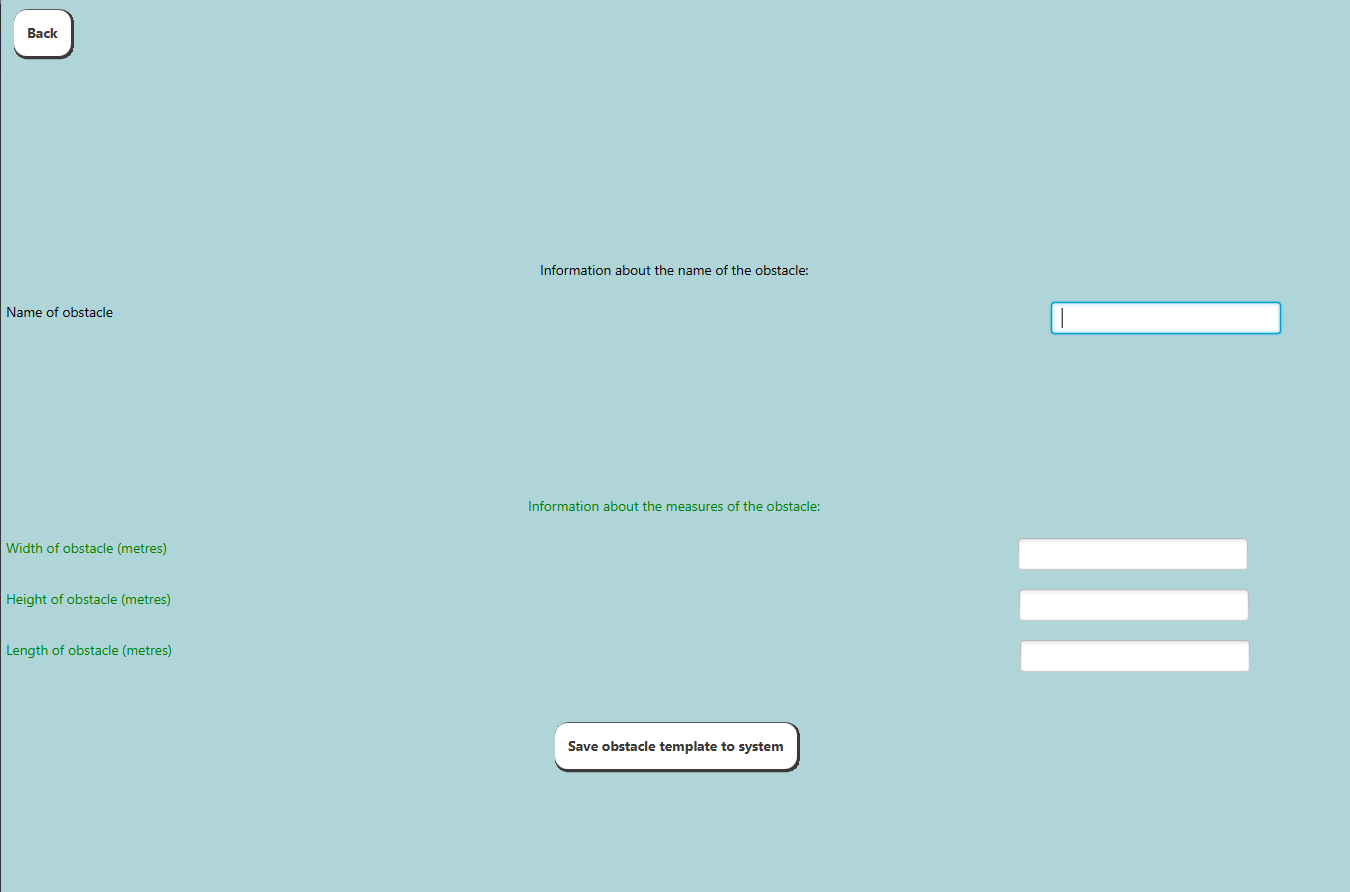 Back
Information about the name of the obstacle:
Name of obstacle
Information about the measures of the obstacle:
Width of obstacle (metres)
Height of obstacle (metres)
Length of obstacle (metres)
Save obstacle template to system